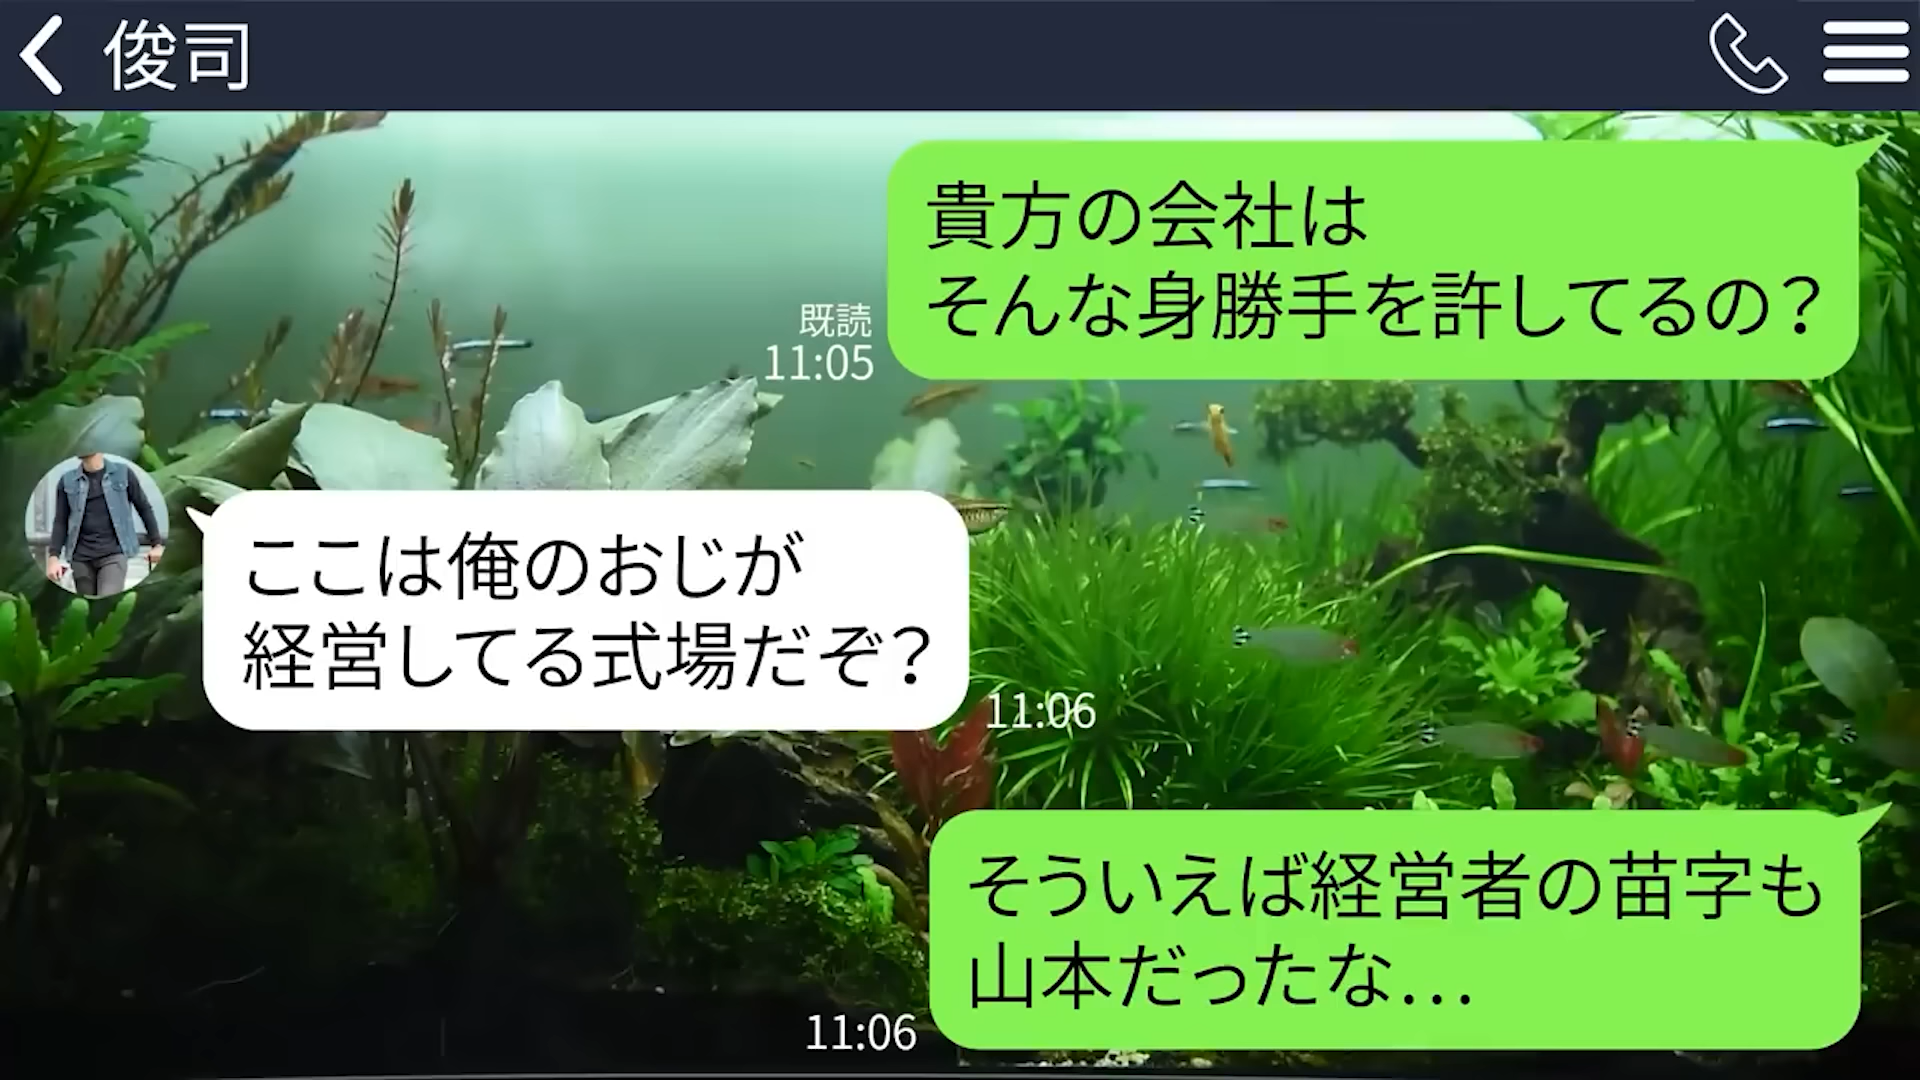 俊司
貴方の会社は
そんな身勝手を許してるの？
既読
11:05
ここは俺のおじが
経営してる式場だぞ？
11:06
そういえば経営者の苗字も
山本だったな…
11:06